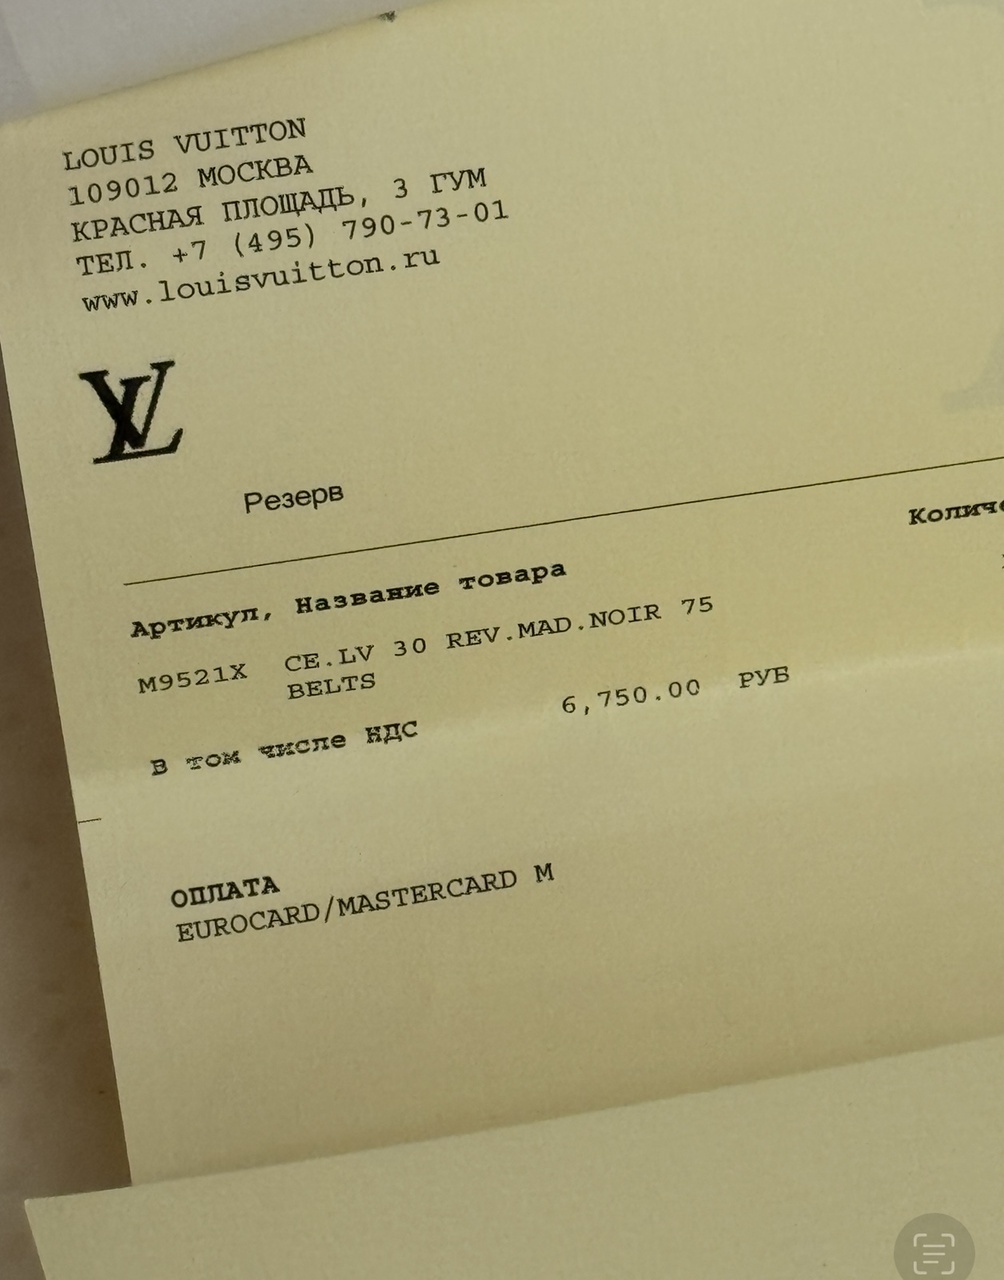 LOUIS VUITTON
109012 МОСКВА
КРАСНАЯ ПЛОЩАДЬ, 3 ГУМ
ТЕЛ. +7 (495) 790-73-01
www.louisvuitton.ru
LV
Резерв
Артикул, Название товара
M9521X CE.LV 30 REV.MAD.NOIR 75
BELTS
В том числе НДС 6,750.00 РУБ
ОПЛАТА
EUROCARD/MASTERCARD M